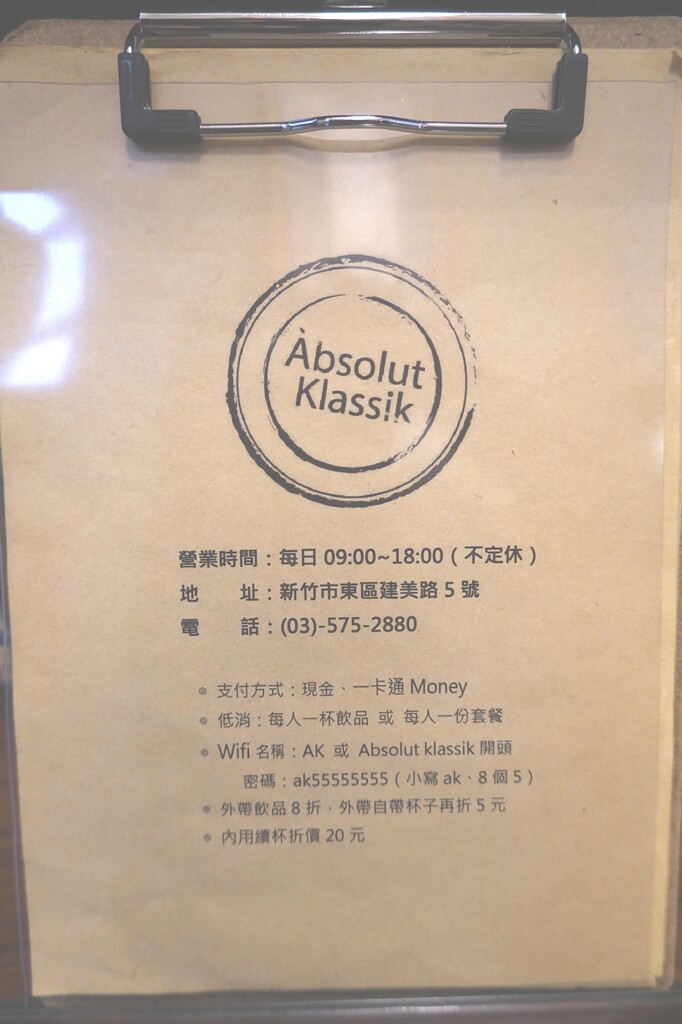 Àbsolut
Klassik
營業時間：每日 09:00~18:00（不定休）
地　　址：新竹市東區建美路 5 號
電　　話：(03)-575-2880
支付方式：現金、一卡通 Money
低消：每人一杯飲品 或 每人一份套餐
Wifi 名稱：AK 或 Absolut klassik 開頭
密碼：ak55555555（小寫 ak、8 個 5）
外帶飲品 8 折，外帶自帶杯子再折 5 元
內用續杯折價 20 元